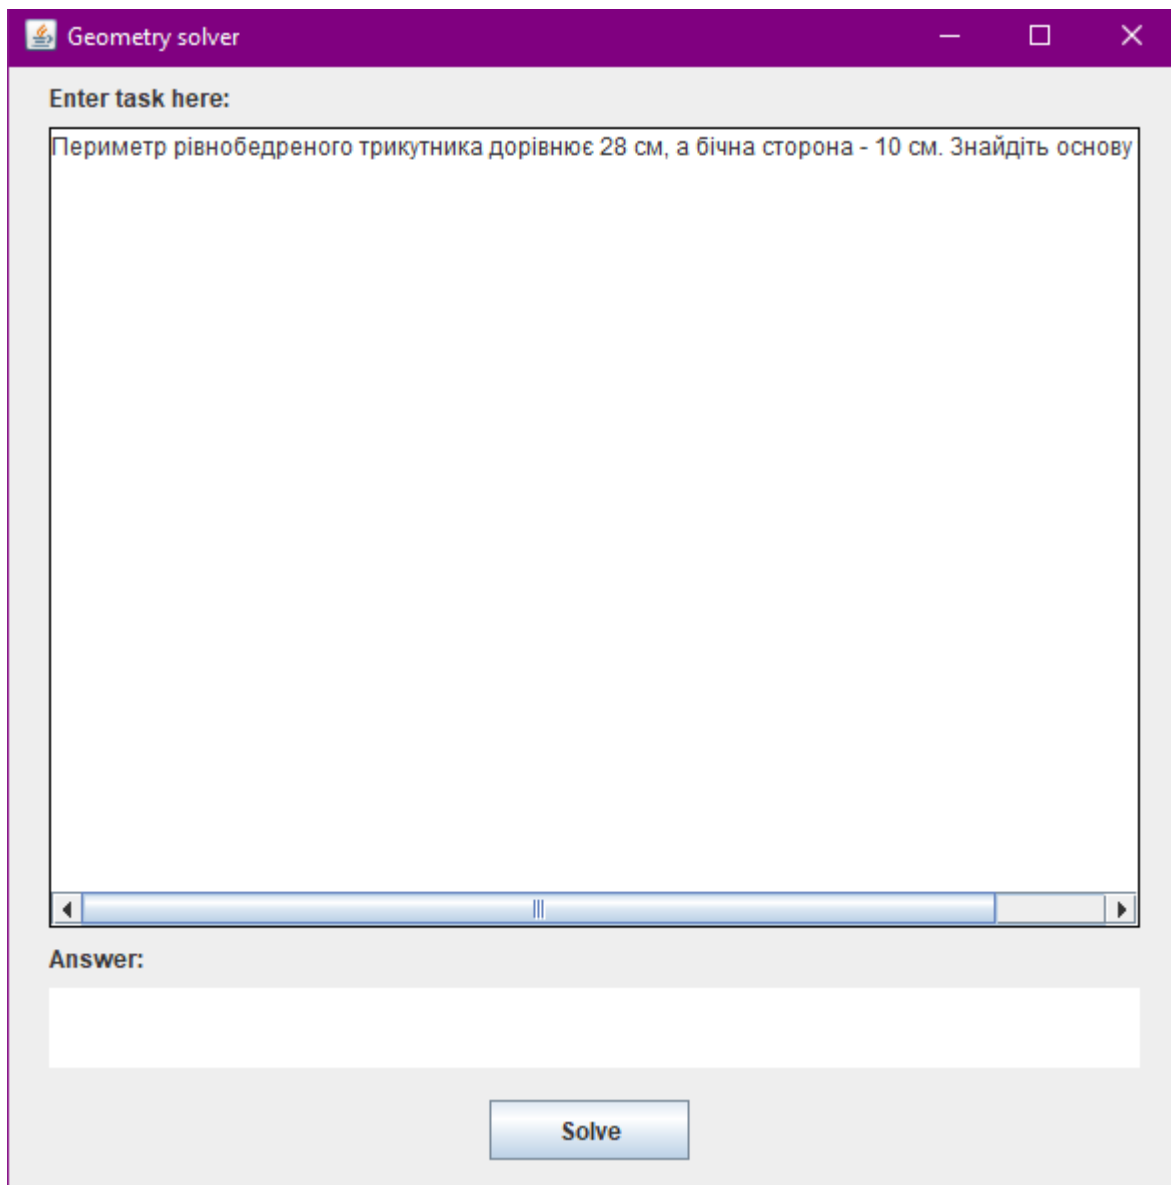 Geometry solver
Enter task here:
Периметр рівнобедреного трикутника дорівнює 28 см, а бічна сторона - 10 см. Знайдіть основу
Answer:
Solve